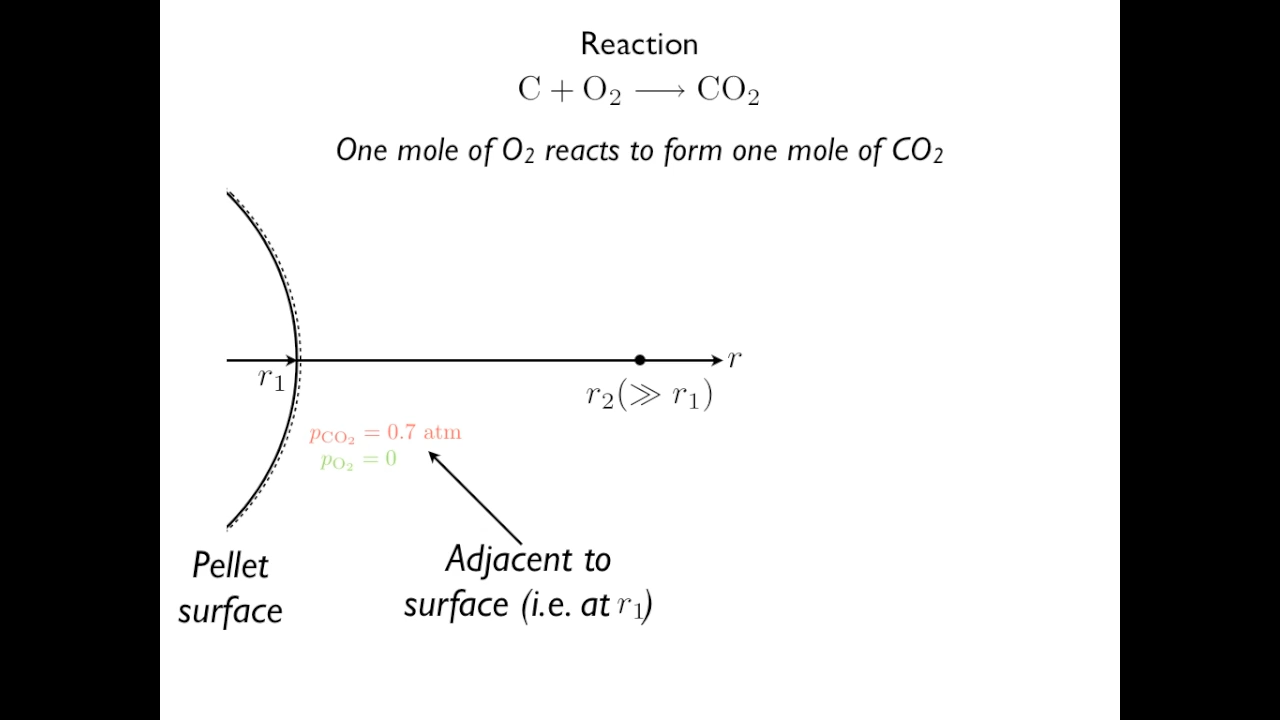 Reaction
C + O₂ ⟶ CO₂
One mole of O₂ reacts to form one mole of CO₂
r
r₁
r₂(≫ r₁)
p_CO₂ = 0.7 atm
p_O₂ = 0
Pellet
surface
Adjacent to
surface (i.e. at r₁)